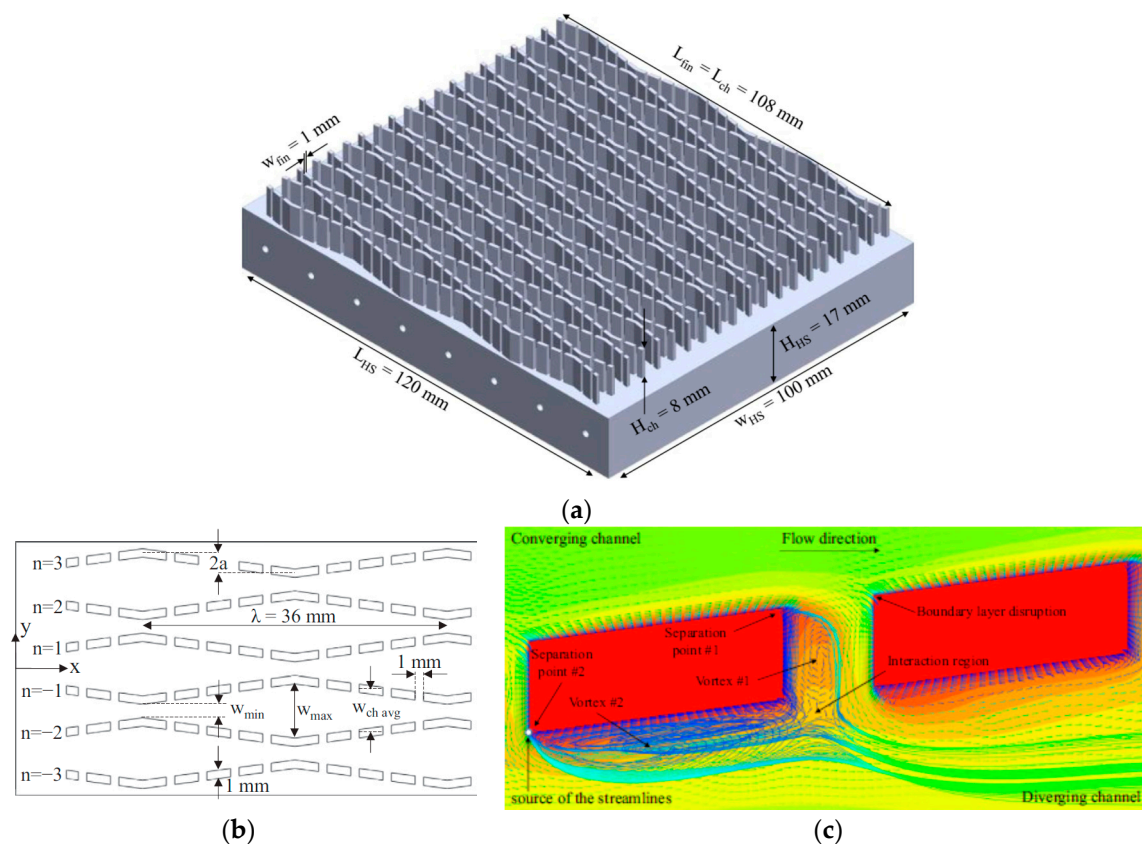 w_fin = 1 mm
L_fin = L_ch = 108 mm
L_HS = 120 mm
H_ch = 8 mm
H_HS = 17 mm
w_HS = 100 mm
(a)
n=3
2a
n=2
λ = 36 mm
y
n=1
x
1 mm
n=−1
w_min
w_max
w_ch avg
n=−2
n=−3
1 mm
(b)
Converging channel
Flow direction
Separation
point #1
Boundary layer disruption
Separation
point #2
Vortex #1
Interaction region
Vortex #2
source of the streamlines
Diverging channel
(c)